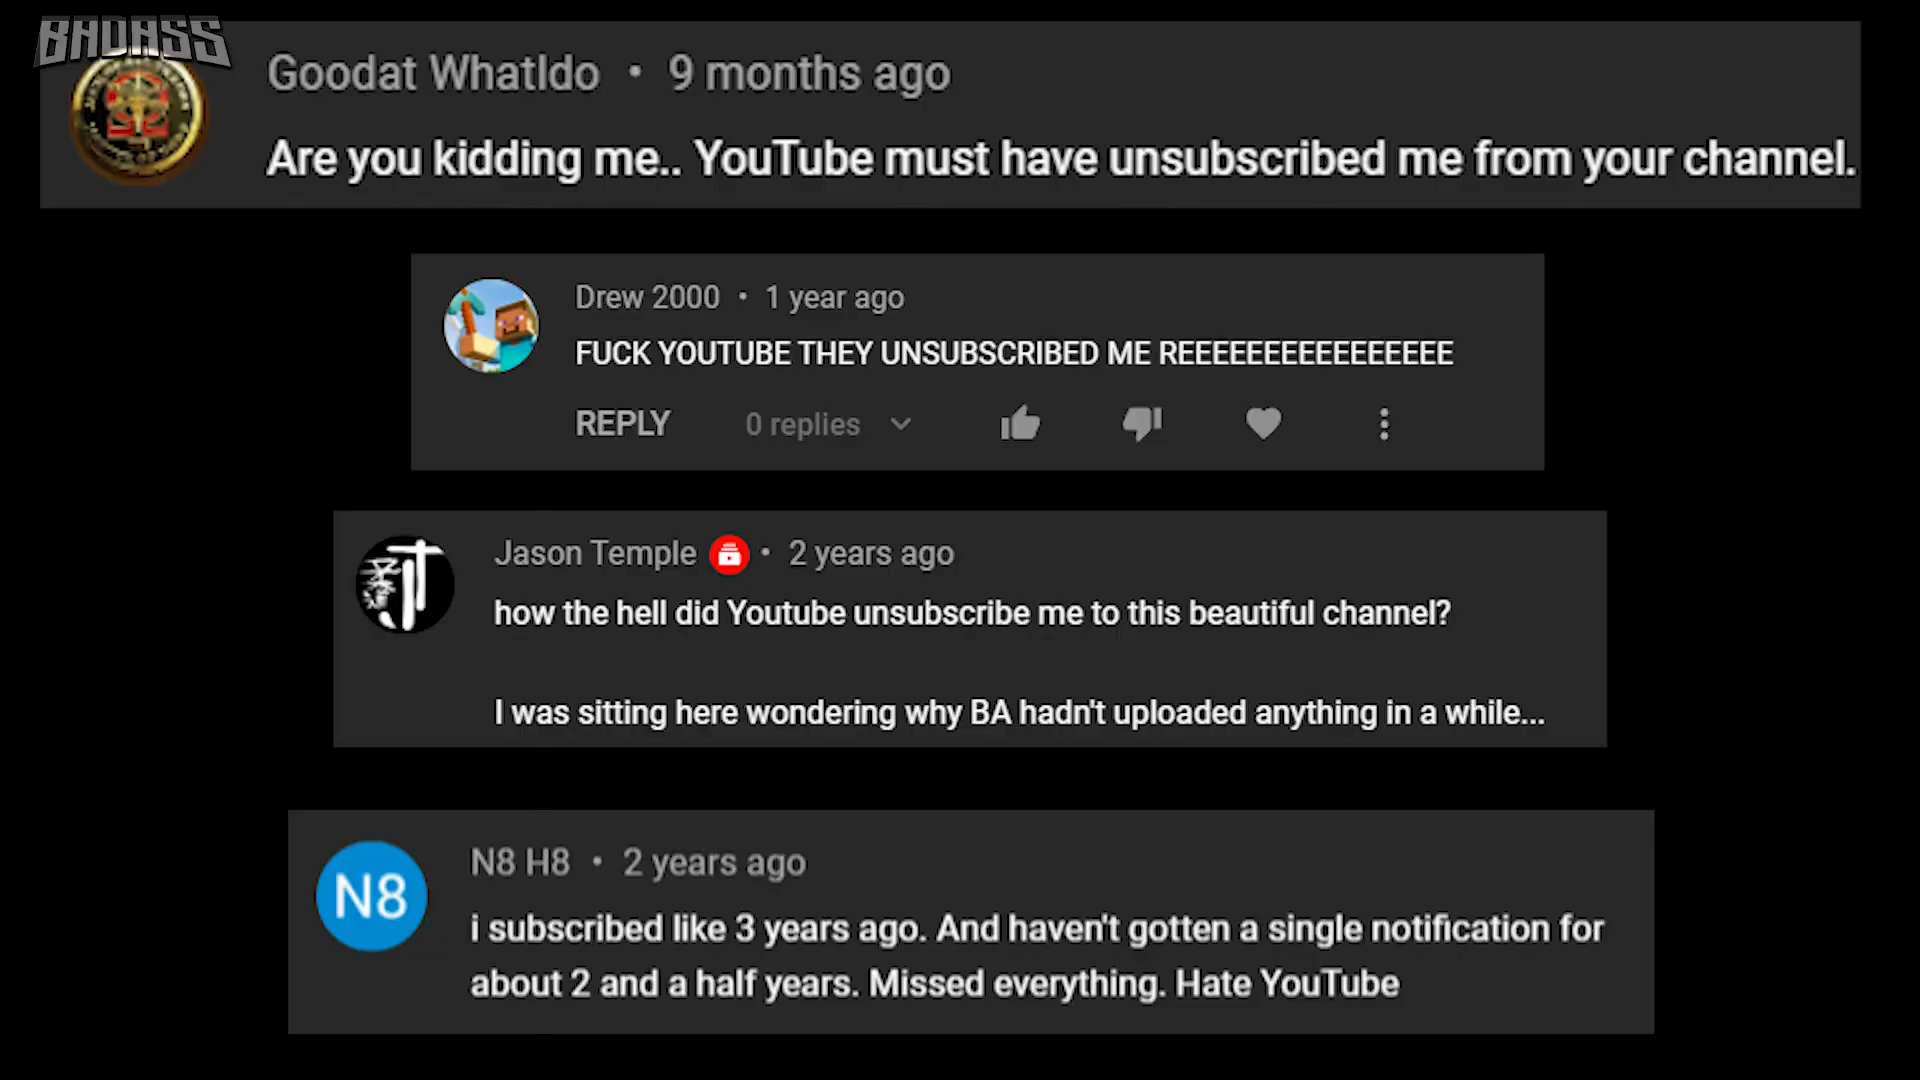 BADASS
Goodat WhatIdo • 9 months ago
Are you kidding me.. YouTube must have unsubscribed me from your channel.
Drew 2000 • 1 year ago
FUCK YOUTUBE THEY UNSUBSCRIBED ME REEEEEEEEEEEEEEEE
REPLY 0 replies
Jason Temple • 2 years ago
how the hell did Youtube unsubscribe me to this beautiful channel?
I was sitting here wondering why BA hadn't uploaded anything in a while...
N8
N8 H8 • 2 years ago
i subscribed like 3 years ago. And haven't gotten a single notification for
about 2 and a half years. Missed everything. Hate YouTube